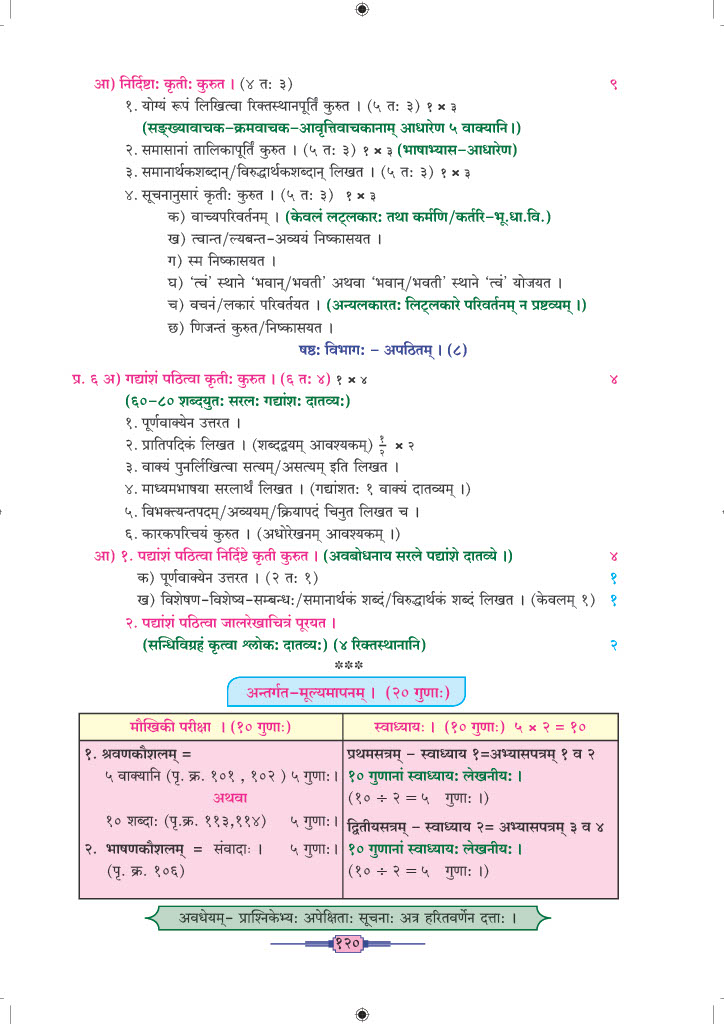 आ) निर्दिष्टाः कृतीः कुरुत । (४ तः ३) ९
१. योग्यं रूपं लिखित्वा रिक्तस्थानपूर्तिं कुरुत । (५ तः ३) १ × ३
(सङ्ख्यावाचक-क्रमवाचक-आवृत्तिवाचकानाम् आधारेण ५ वाक्यानि।)
२. समासानां तालिकापूर्तिं कुरुत । (५ तः ३) १ × ३ (भाषाभ्यास-आधारेण)
३. समानार्थकशब्दान्/विरुद्धार्थकशब्दान् लिखत । (५ तः ३) १ × ३
४. सूचनानुसारं कृतीः कुरुत । (५ तः ३) १ × ३
क) वाच्यपरिवर्तनम् । (केवलं लट्लकारः तथा कर्मणि/कर्तरि-भू.धा.वि.)
ख) त्वान्त/ल्यबन्त-अव्ययं निष्कासयत ।
ग) स्म निष्कासयत ।
घ) ‘त्वं’ स्थाने ‘भवान्/भवती’ अथवा ‘भवान्/भवती’ स्थाने ‘त्वं’ योजयत ।
च) वचनं/लकारं परिवर्तयत । (अन्यलकारतः लिट्लकारे परिवर्तनम् न प्रष्टव्यम् ।)
छ) णिजन्तं कुरुत/निष्कासयत ।
षष्ठः विभागः - अपठितम् । (८)
प्र. ६ अ) गद्यांशं पठित्वा कृतीः कुरुत । (६ तः ४) १ × ४ ४
(६०-८० शब्दयुतः सरलः गद्यांशः दातव्यः)
१. पूर्णवाक्येन उत्तरत ।
२. प्रातिपदिकं लिखत । (शब्दद्वयम् आवश्यकम्) १/२ × २
३. वाक्यं पुनर्लिखित्वा सत्यम्/असत्यम् इति लिखत ।
४. माध्यमभाषया सरलार्थं लिखत । (गद्यांशतः १ वाक्यं दातव्यम् ।)
५. विभक्त्यन्तपदम्/अव्ययम्/क्रियापदं चिनुत लिखत च ।
६. कारकपरिचयं कुरुत । (अधोरेखनम् आवश्यकम् ।)
आ) १. पद्यांशं पठित्वा निर्दिष्टे कृती कुरुत । (अवबोधनाय सरले पद्यांशे दातव्ये ।) ४
क) पूर्णवाक्येन उत्तरत । (२ तः १) १
ख) विशेषण-विशेष्य-सम्बन्धः/समानार्थकं शब्दं/विरुद्धार्थकं शब्दं लिखत । (केवलम् १) १
२. पद्यांशं पठित्वा जालरेखाचित्रं पूरयत ।
(सन्धिविग्रहं कृत्वा श्लोकः दातव्यः) (४ रिक्तस्थानानि) २
***
अन्तर्गत-मूल्यमापनम् । (२० गुणाः)
मौखिकी परीक्षा । (१० गुणाः)
१. श्रवणकौशलम् =
५ वाक्यानि (पृ. क्र. १०१ , १०२ ) ५ गुणाः ।
अथवा
१० शब्दाः (पृ.क्र. ११३,११४) ५ गुणाः ।
२. भाषणकौशलम् = संवादाः । ५ गुणाः ।
(पृ. क्र. १०६)
स्वाध्यायः । (१० गुणाः) ५ × २ = १०
प्रथमसत्रम् - स्वाध्याय १=अभ्यासपत्रम् १ व २
१० गुणानां स्वाध्यायः लेखनीयः ।
(१० ÷ २ = ५ गुणाः ।)
द्वितीयसत्रम् - स्वाध्याय २= अभ्यासपत्रम् ३ व ४
१० गुणानां स्वाध्यायः लेखनीयः ।
(१० ÷ २ = ५ गुणाः ।)
अवधेयम्- प्राश्निकेभ्यः अपेक्षिताः सूचनाः अत्र हरितवर्णेन दत्ताः ।
१२०